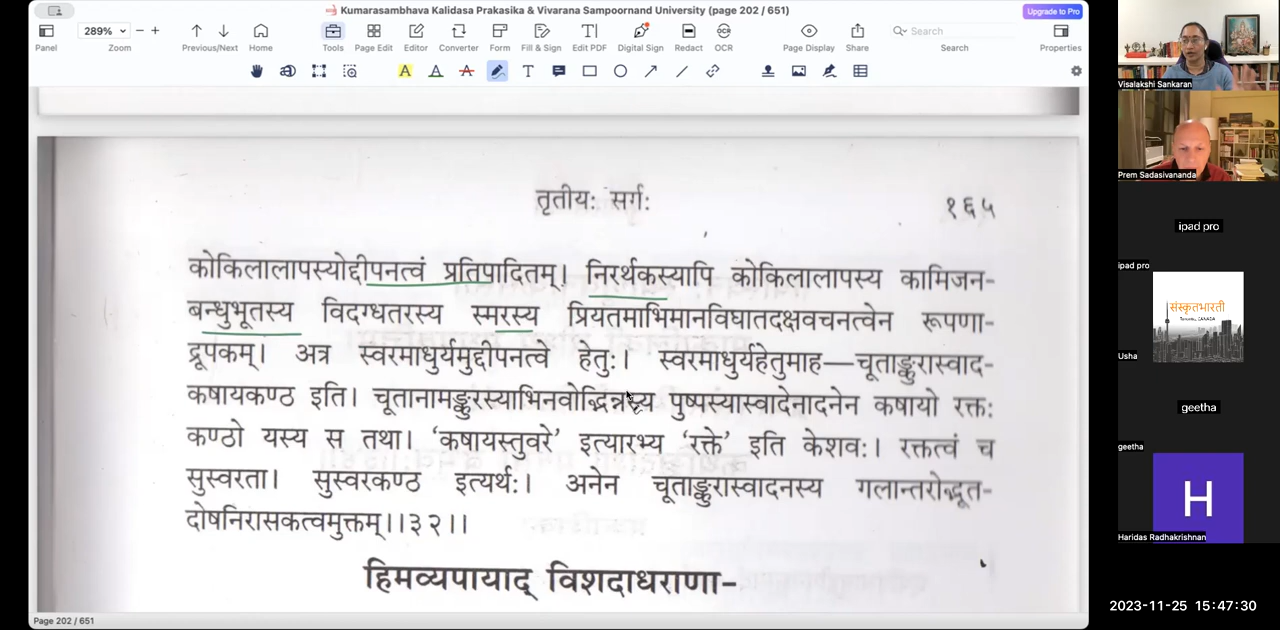 Kumarasambhava Kalidasa Prakasika & Vivarana Sampoornand University (page 202 / 651)
Upgrade to Pro
289%
Search
Panel Zoom Previous/Next Home Tools Page Edit Editor Converter Form Fill & Sign Edit PDF Digital Sign Redact OCR Page Display Share Search Properties
तृतीयः सर्गः १६५
कोकिलालापस्योद्दीपनत्वं प्रतिपादितम्। निरर्थकस्यापि कोकिलालापस्य कामिजन-
बन्धुभूतस्य विदग्धतरस्य स्मरस्य प्रियतमाभिमानविघातदक्षवचनत्वेन रूपणा-
द्रूपकम्। अत्र स्वरमाधुर्यमुद्दीपनत्वे हेतुः। स्वरमाधुर्यहेतुमाह—चूताङ्कुरास्वाद-
कषायकण्ठ इति। चूतानामङ्कुरस्याभिनवोद्भिन्नस्य पुष्पस्यास्वादेनादनेन कषायो रक्तः
कण्ठो यस्य स तथा। ‘कषायस्तुवरे’ इत्यारभ्य ‘रक्ते’ इति केशवः। रक्तत्वं च
सुस्वरता। सुस्वरकण्ठ इत्यर्थः। अनेन चूताङ्कुरास्वादनस्य गलान्तरोद्भूत-
दोषनिरासकत्वमुक्तम्।।३२।।
हिमव्यपायाद् विशदाधराणा-
Page 202 / 651
Visalakshi Sankaran
Prem Sadasivananda
ipad pro
ipad pro
संस्कृतभारती
Usha
geetha
geetha
H
Haridas Radhakrishnan
2023-11-25 15:47:30